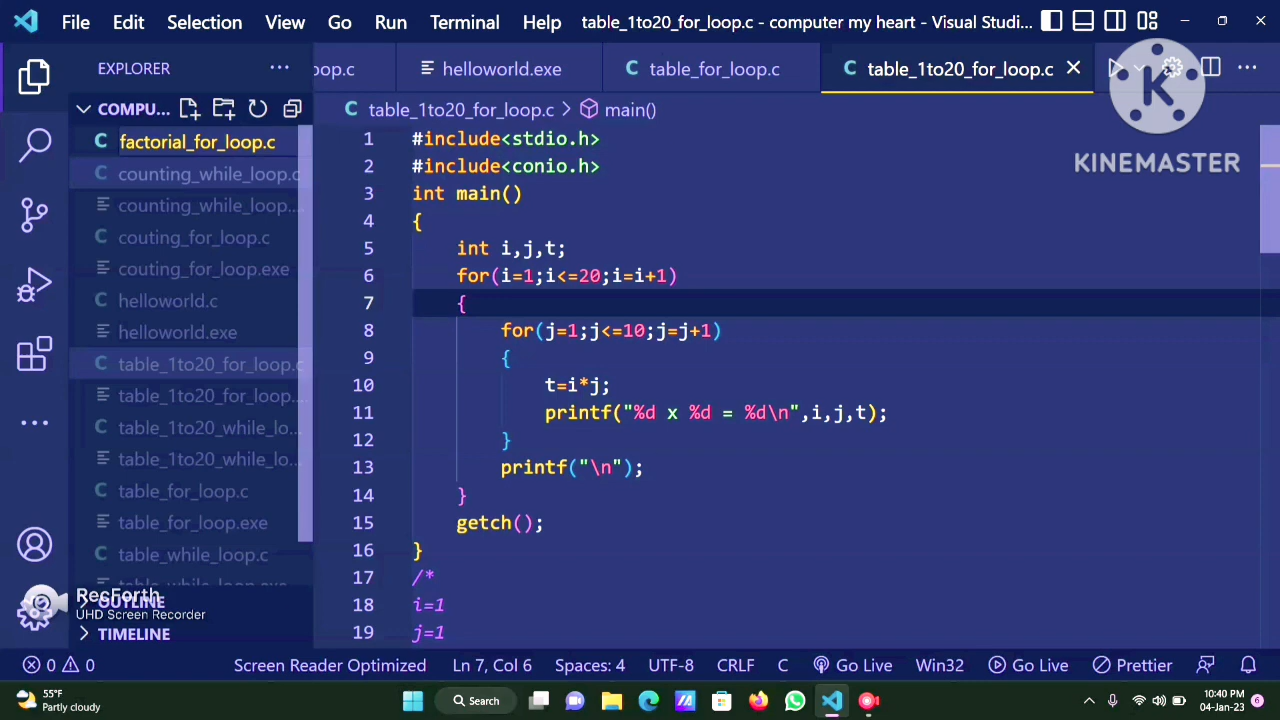 File Edit Selection View Go Run Terminal Help table_1to20_for_loop.c - computer my heart - Visual Studi...
EXPLORER
oop.c helloworld.exe table_for_loop.c table_1to20_for_loop.c
COMPU...
table_1to20_for_loop.c > main()
factorial_for_loop.c
counting_while_loop.c
counting_while_loop....
couting_for_loop.c
couting_for_loop.exe
helloworld.c
helloworld.exe
table_1to20_for_loop.c
table_1to20_for_loop....
table_1to20_while_lo...
table_1to20_while_lo...
table_for_loop.c
table_for_loop.exe
table_while_loop.c
table_while_loop.exe
OUTLINE
TIMELINE
1 #include<stdio.h>
2 #include<conio.h>
3 int main()
4 {
5 int i,j,t;
6 for(i=1;i<=20;i=i+1)
7 {
8 for(j=1;j<=10;j=j+1)
9 {
10 t=i*j;
11 printf("%d x %d = %d\n",i,j,t);
12 }
13 printf("\n");
14 }
15 getch();
16 }
17 /*
18 i=1
19 j=1
K
KINEMASTER
RecForth
UHD Screen Recorder
0 0 Screen Reader Optimized Ln 7, Col 6 Spaces: 4 UTF-8 CRLF C Go Live Win32 Go Live Prettier
55°F
Partly cloudy
Search
10:40 PM
04-Jan-23
6